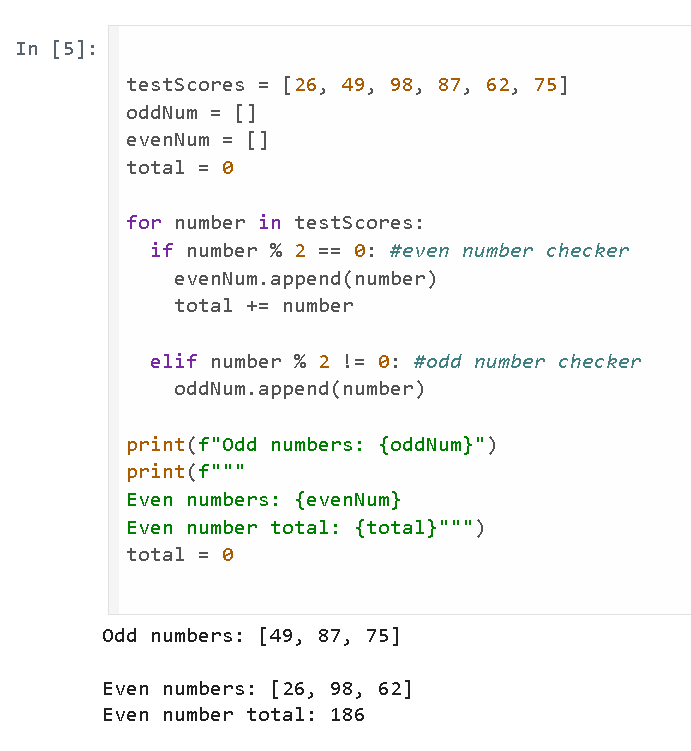 In [5]:
testScores = [26, 49, 98, 87, 62, 75]
oddNum = []
evenNum = []
total = 0
for number in testScores:
  if number % 2 == 0: #even number checker
    evenNum.append(number)
    total += number
  elif number % 2 != 0: #odd number checker
    oddNum.append(number)
print(f"Odd numbers: {oddNum}")
print(f"""
Even numbers: {evenNum}
Even number total: {total}""")
total = 0
Odd numbers: [49, 87, 75]
Even numbers: [26, 98, 62]
Even number total: 186